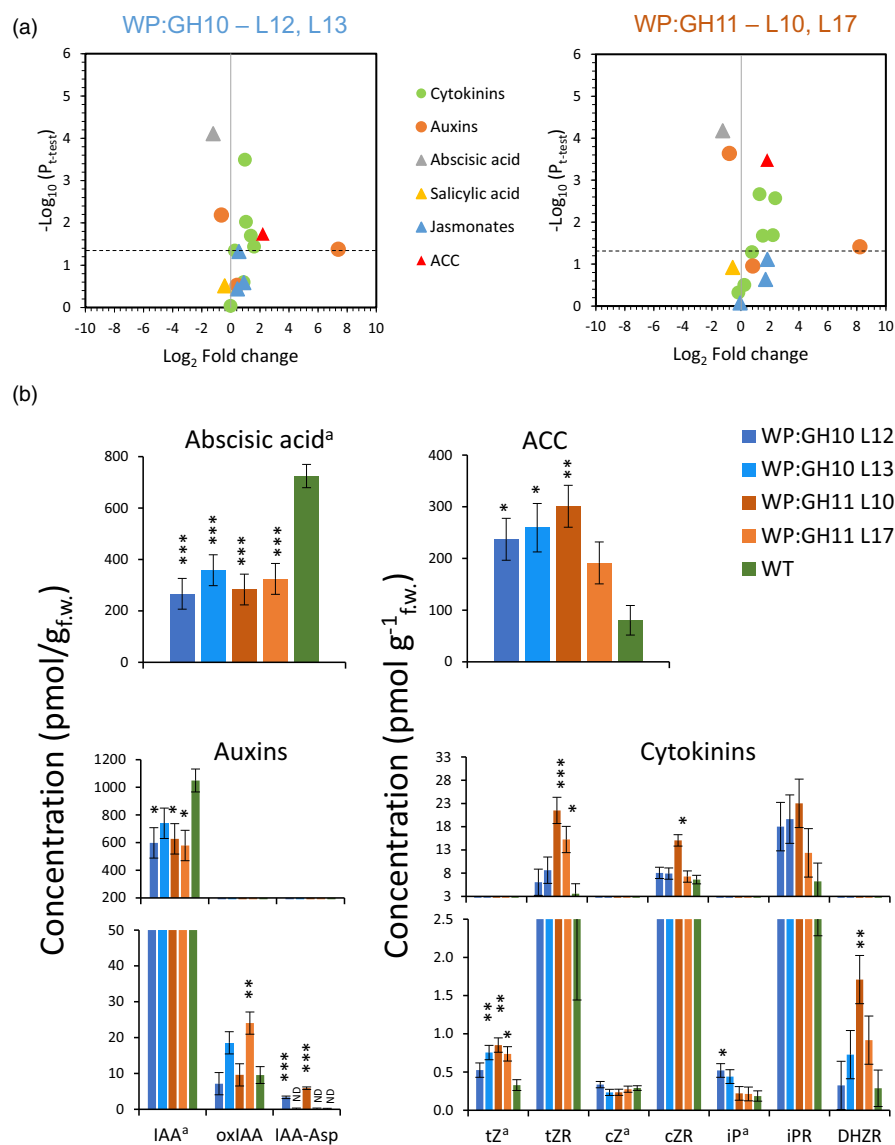 (a)
WP:GH10 – L12, L13
WP:GH11 – L10, L17
-Log10 (Pt-test)
6
5
4
3
2
1
0
-10 -8 -6 -4 -2 0 2 4 6 8 10
Log2 Fold change
Cytokinins
Auxins
Abscisic acid
Salicylic acid
Jasmonates
ACC
-Log10 (Pt-test)
6
5
4
3
2
1
0
-10 -8 -6 -4 -2 0 2 4 6 8 10
Log2 Fold change
(b)
Concentration (pmol/gf.w.)
Abscisic acidᵃ
800
600
400
200
0
*** *** *** ***
Concentration (pmol g⁻¹f.w.)
ACC
400
300
200
100
0
* * **
WP:GH10 L12
WP:GH10 L13
WP:GH11 L10
WP:GH11 L17
WT
Auxins
1200
1000
800
600
400
200
* * *
50
40
30
20
10
0
** *** ND *** ND ND
IAAᵃ oxIAA IAA-Asp
Cytokinins
33
28
23
18
13
8
3
*** * *
2.5
2.0
1.5
1.0
0.5
0.0
** ** * * **
tZᵃ tZR cZᵃ cZR iPᵃ iPR DHZR